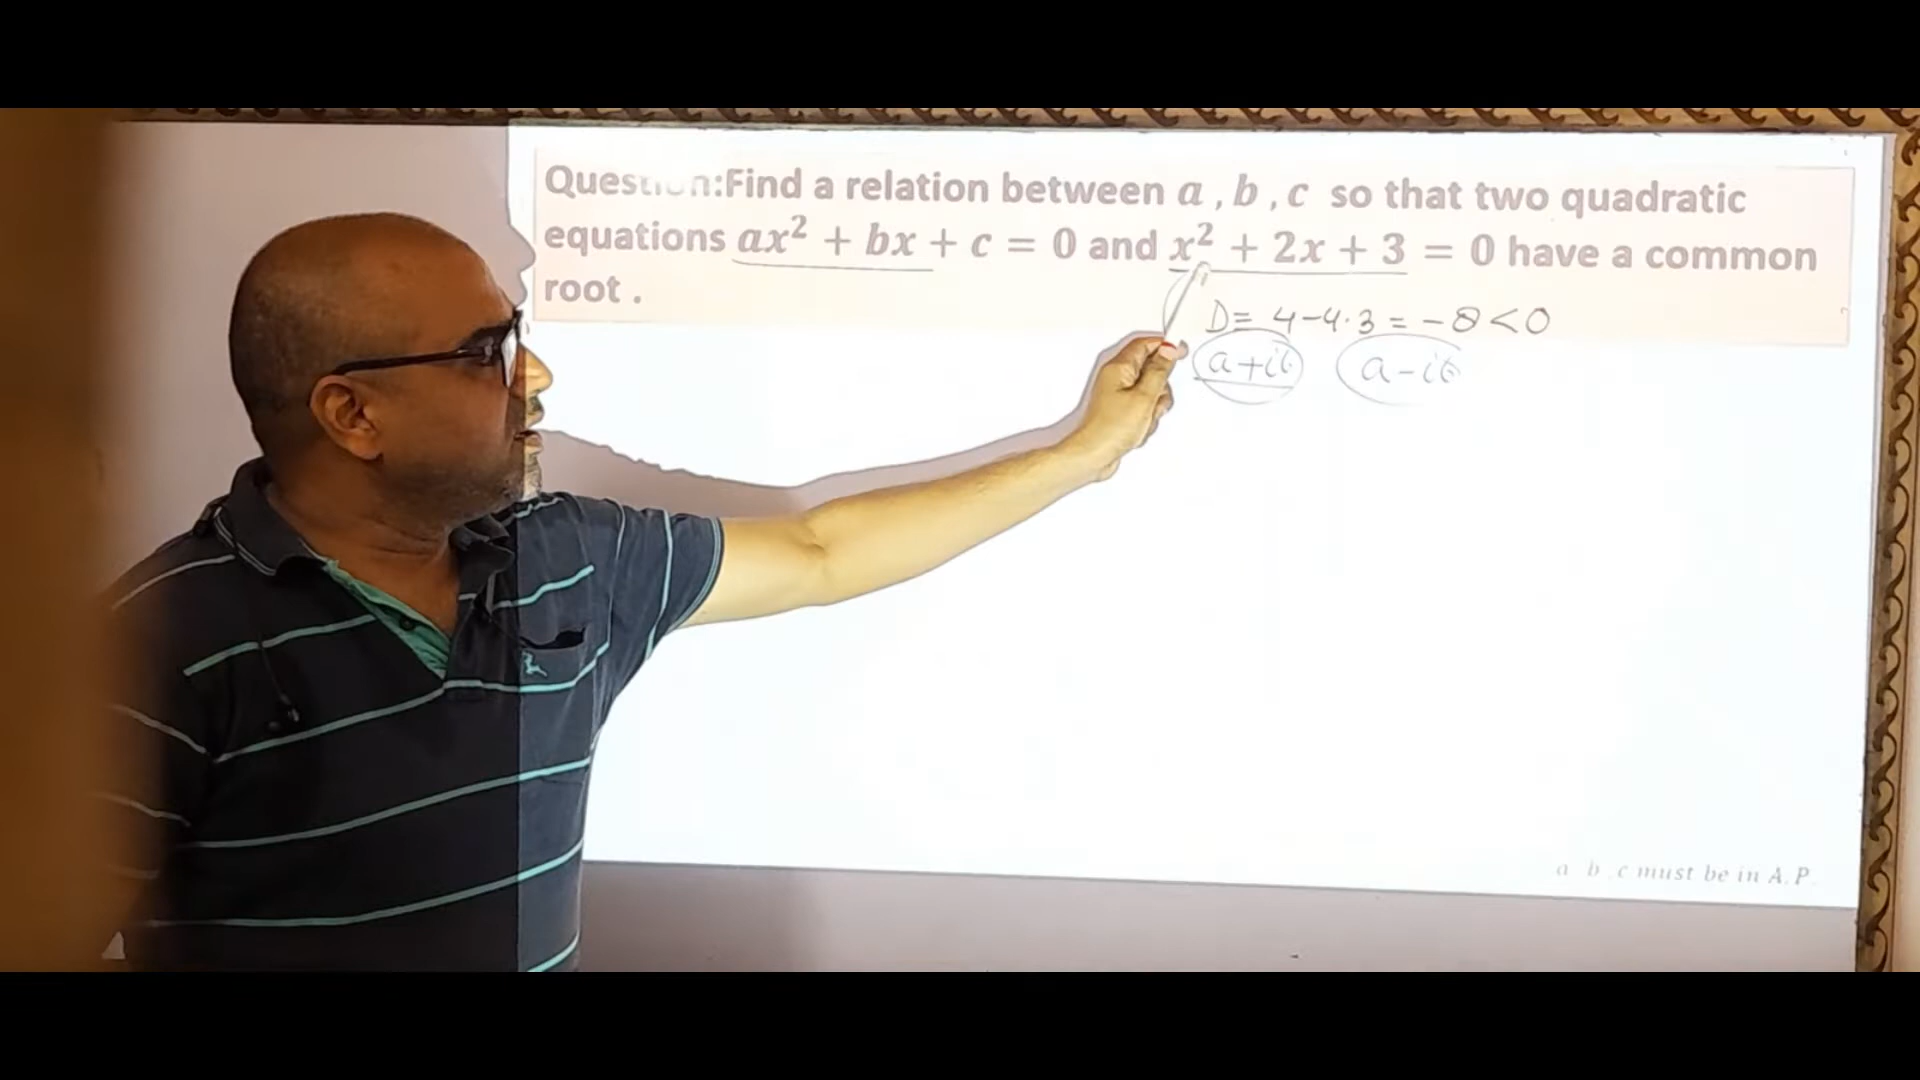 Question:Find a relation between a , b , c so that two quadratic
equations ax² + bx + c = 0 and x² + 2x + 3 = 0 have a common
root .
D= 4-4·3 = -8<0
a+ib a-ib
a b , c must be in A.P